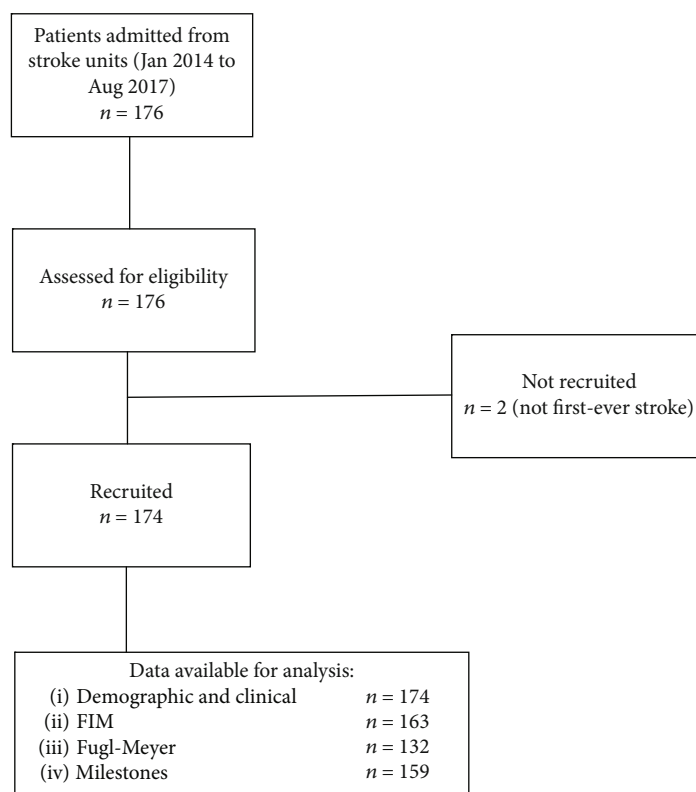 Patients admitted from
stroke units (Jan 2014 to
Aug 2017)
n = 176
Assessed for eligibility
n = 176
Not recruited
n = 2 (not first-ever stroke)
Recruited
n = 174
Data available for analysis:
(i) Demographic and clinical n = 174
(ii) FIM n = 163
(iii) Fugl-Meyer n = 132
(iv) Milestones n = 159